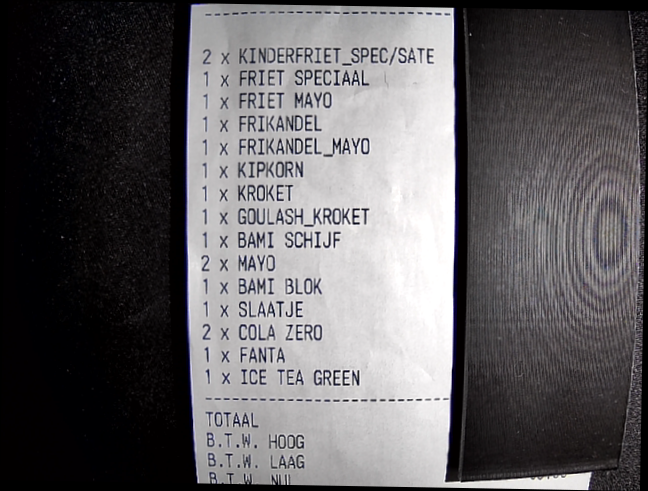 2 x KINDERFRIET_SPEC/SATE
1 x FRIET SPECIAAL
1 x FRIET MAYO
1 x FRIKANDEL
1 x FRIKANDEL_MAYO
1 x KIPKORN
1 x KROKET
1 x GOULASH_KROKET
1 x BAMI SCHIJF
2 x MAYO
1 x BAMI BLOK
1 x SLAATJE
2 x COLA ZERO
1 x FANTA
1 x ICE TEA GREEN
TOTAAL
B.T.W. HOOG
B.T.W. LAAG
B.T.W. NUL